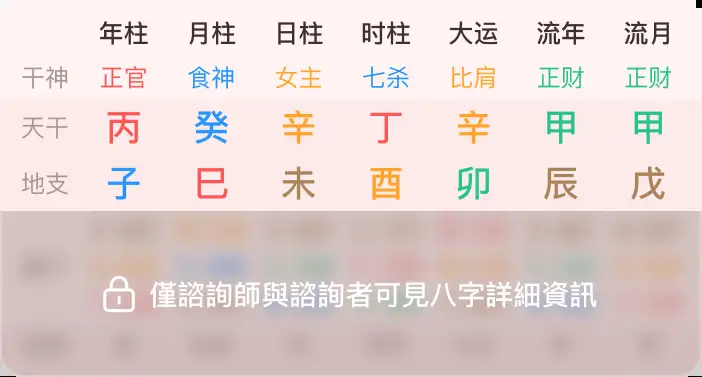 年柱 月柱 日柱 时柱 大运 流年 流月
干神 正官 食神 女主 七杀 比肩 正财 正财
天干 丙 癸 辛 丁 辛 甲 甲
地支 子 巳 未 酉 卯 辰 戌
僅諮詢師與諮詢者可見八字詳細資訊